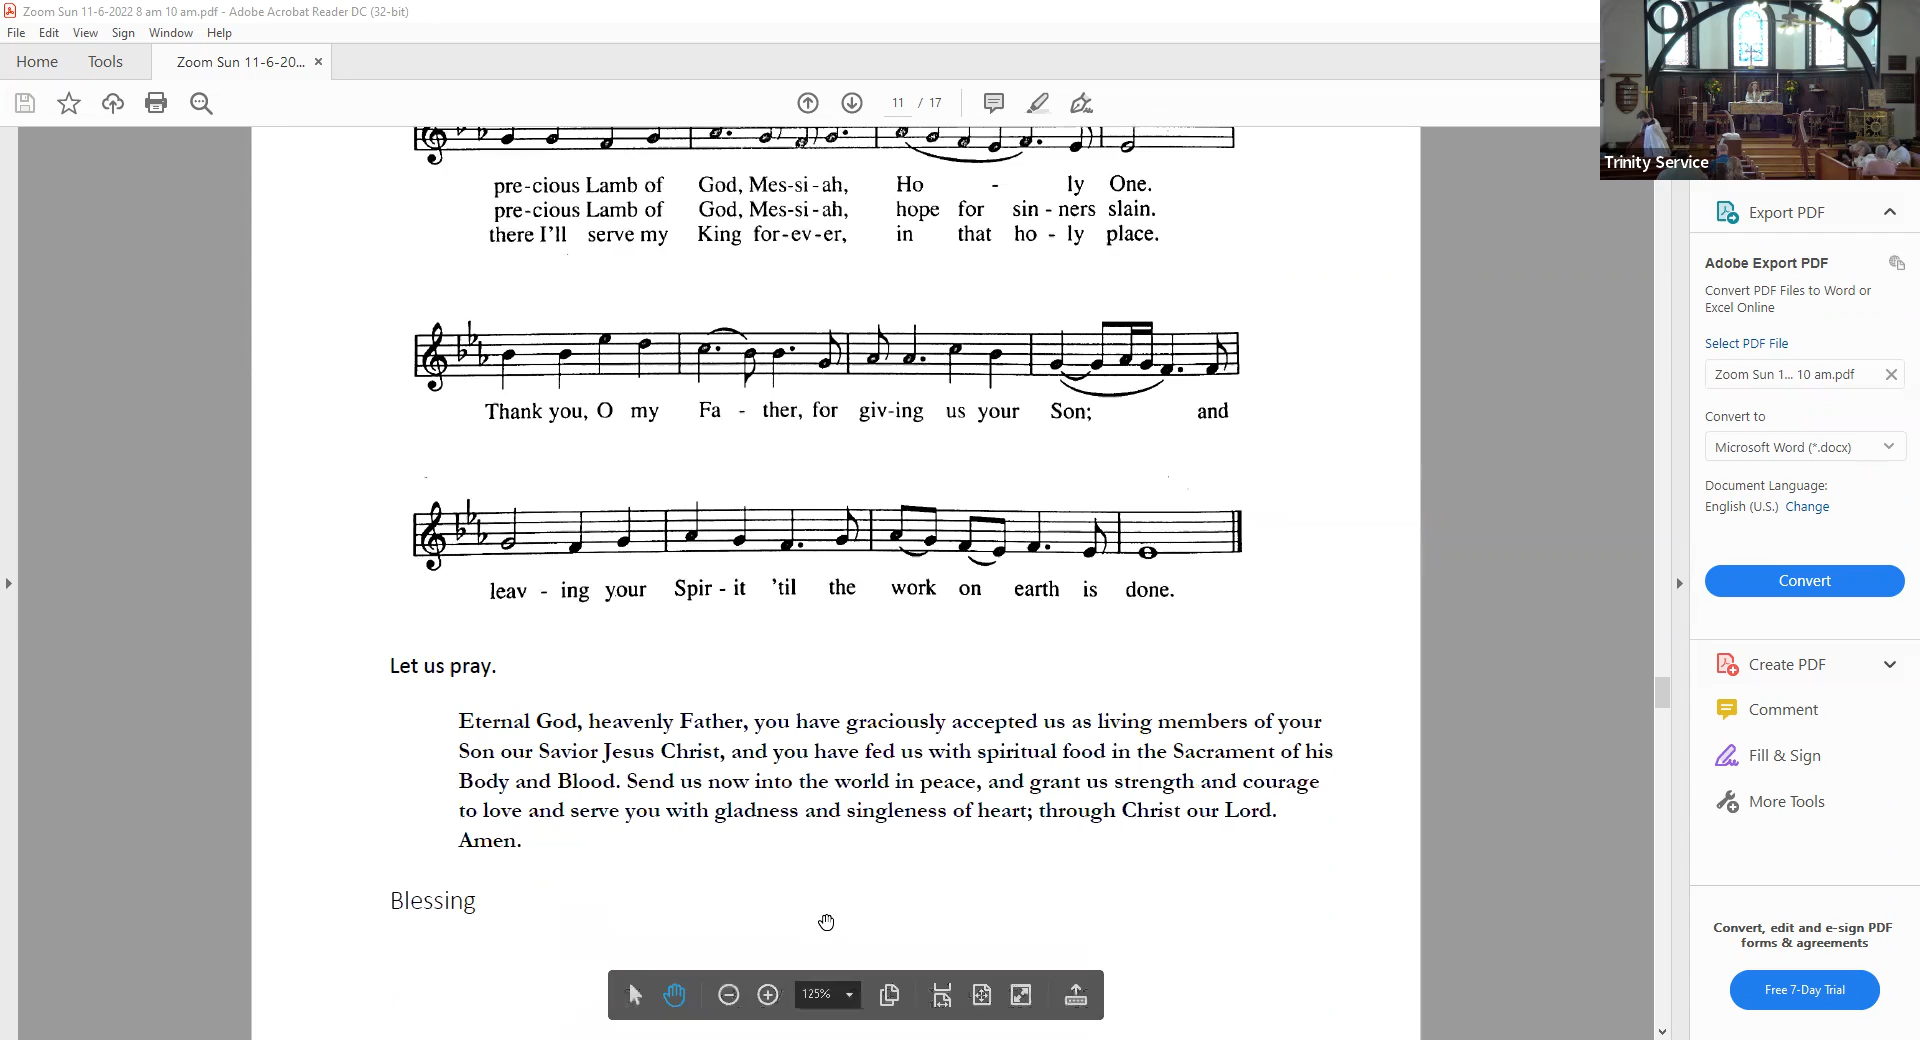 Zoom Sun 11-6-2022 8 am 10 am.pdf - Adobe Acrobat Reader DC (32-bit)
File Edit View Sign Window Help
Home Tools Zoom Sun 11-6-20... ×
11 / 17
Trinity Service
pre-cious Lamb of God, Mes-si-ah, Ho - ly One.
pre-cious Lamb of God, Mes-si-ah, hope for sin-ners slain.
there I'll serve my King for-ev-er, in that ho-ly place.
Thank you, O my Fa - ther, for giv-ing us your Son; and
leav - ing your Spir - it 'til the work on earth is done.
Let us pray.
Eternal God, heavenly Father, you have graciously accepted us as living members of your
Son our Savior Jesus Christ, and you have fed us with spiritual food in the Sacrament of his
Body and Blood. Send us now into the world in peace, and grant us strength and courage
to love and serve you with gladness and singleness of heart; through Christ our Lord.
Amen.
Blessing
125%
Export PDF
Adobe Export PDF
Convert PDF Files to Word or
Excel Online
Select PDF File
Zoom Sun 1... 10 am.pdf
Convert to
Microsoft Word (*.docx)
Document Language:
English (U.S.) Change
Convert
Create PDF
Comment
Fill & Sign
More Tools
Convert, edit and e-sign PDF
forms & agreements
Free 7-Day Trial